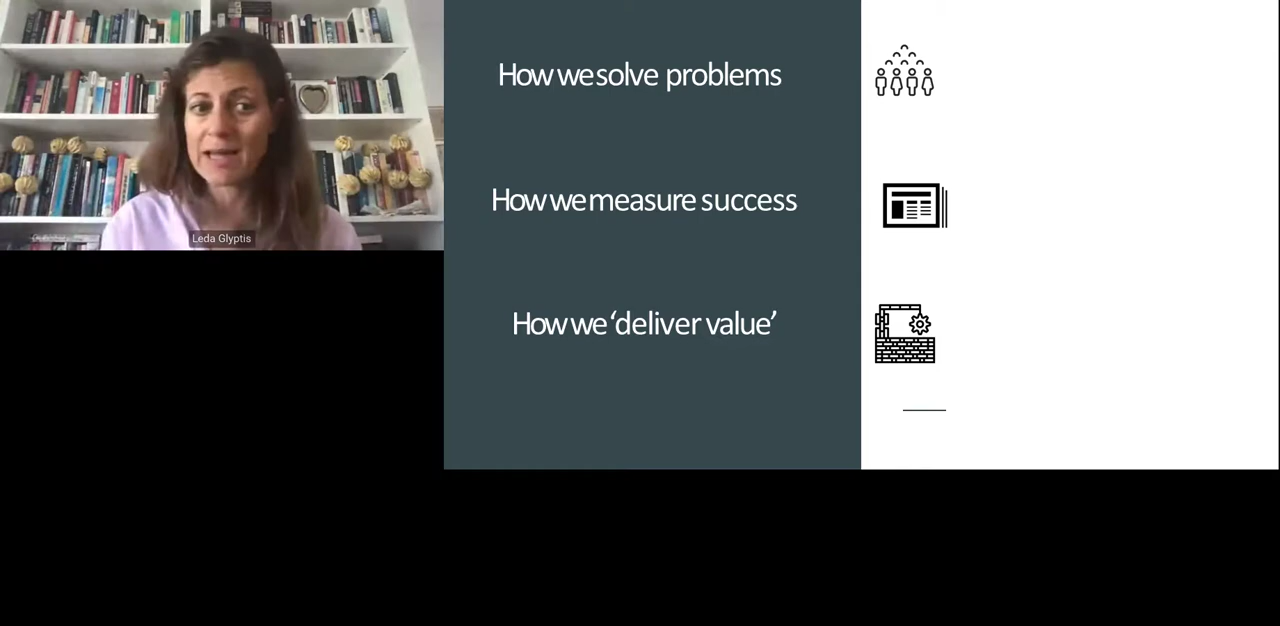 How we solve problems
How we measure success
How we ‘deliver value’
Leda Glyptis